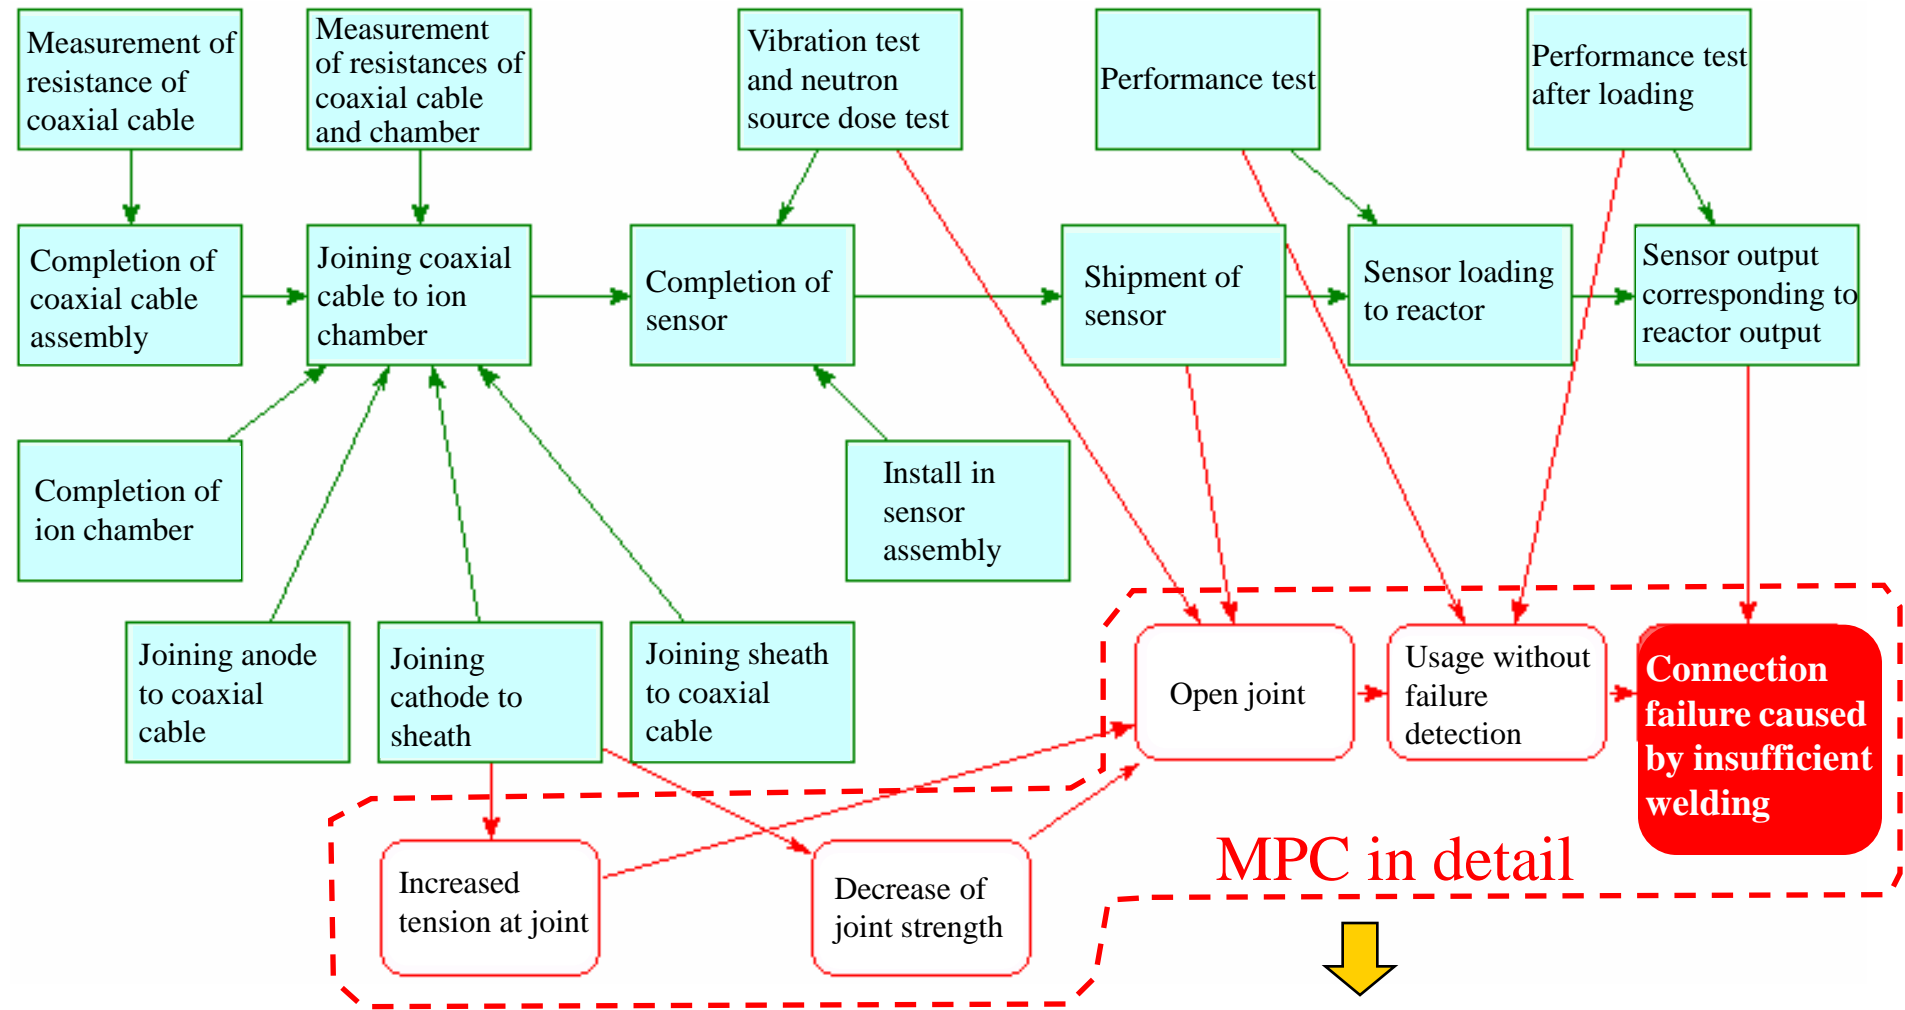 Measurement of
resistance of
coaxial cable
Measurement
of resistances of
coaxial cable
and chamber
Vibration test
and neutron
source dose test
Performance test
Performance test
after loading
Completion of
coaxial cable
assembly
Joining coaxial
cable to ion
chamber
Completion of
sensor
Shipment of
sensor
Sensor loading
to reactor
Sensor output
corresponding to
reactor output
Completion of
ion chamber
Install in
sensor
assembly
Joining anode
to coaxial
cable
Joining
cathode to
sheath
Joining sheath
to coaxial
cable
Open joint
Usage without
failure
detection
Connection
failure caused
by insufficient
welding
Increased
tension at joint
Decrease of
joint strength
MPC in detail